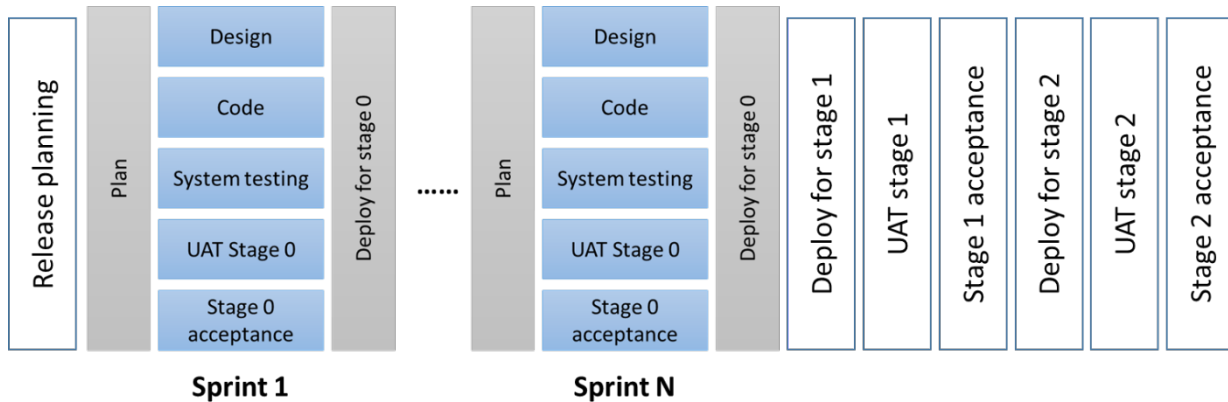 Release planning
Plan
Design
Code
System testing
UAT Stage 0
Stage 0
acceptance
Deploy for stage 0
Sprint 1
......
Plan
Design
Code
System testing
UAT Stage 0
Stage 0
acceptance
Deploy for stage 0
Sprint N
Deploy for stage 1
UAT stage 1
Stage 1 acceptance
Deploy for stage 2
UAT stage 2
Stage 2 acceptance